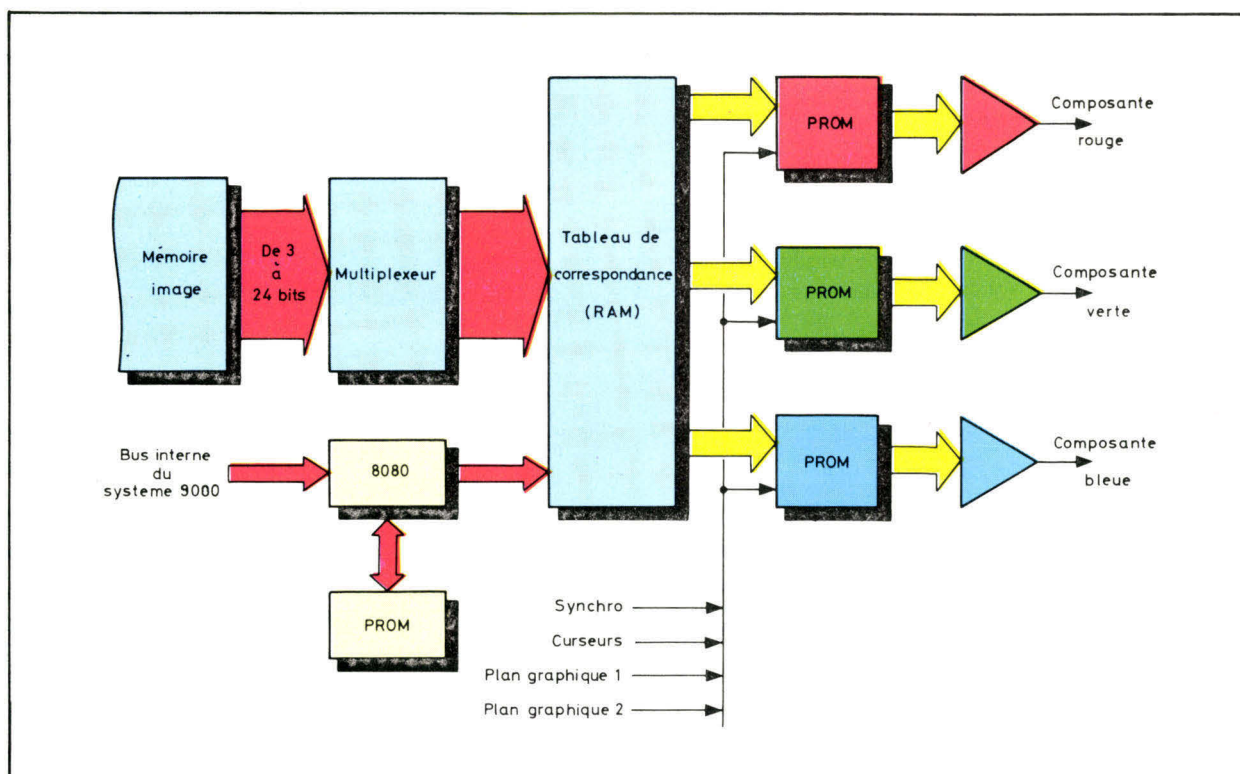 Mémoire
image
De 3
à
24 bits
Multiplexeur
Tableau de
correspondance
(RAM)
PROM
Composante
rouge
PROM
Composante
verte
PROM
Composante
bleue
Bus interne
du
systeme 9000
8080
PROM
Synchro
Curseurs
Plan graphique 1
Plan graphique 2